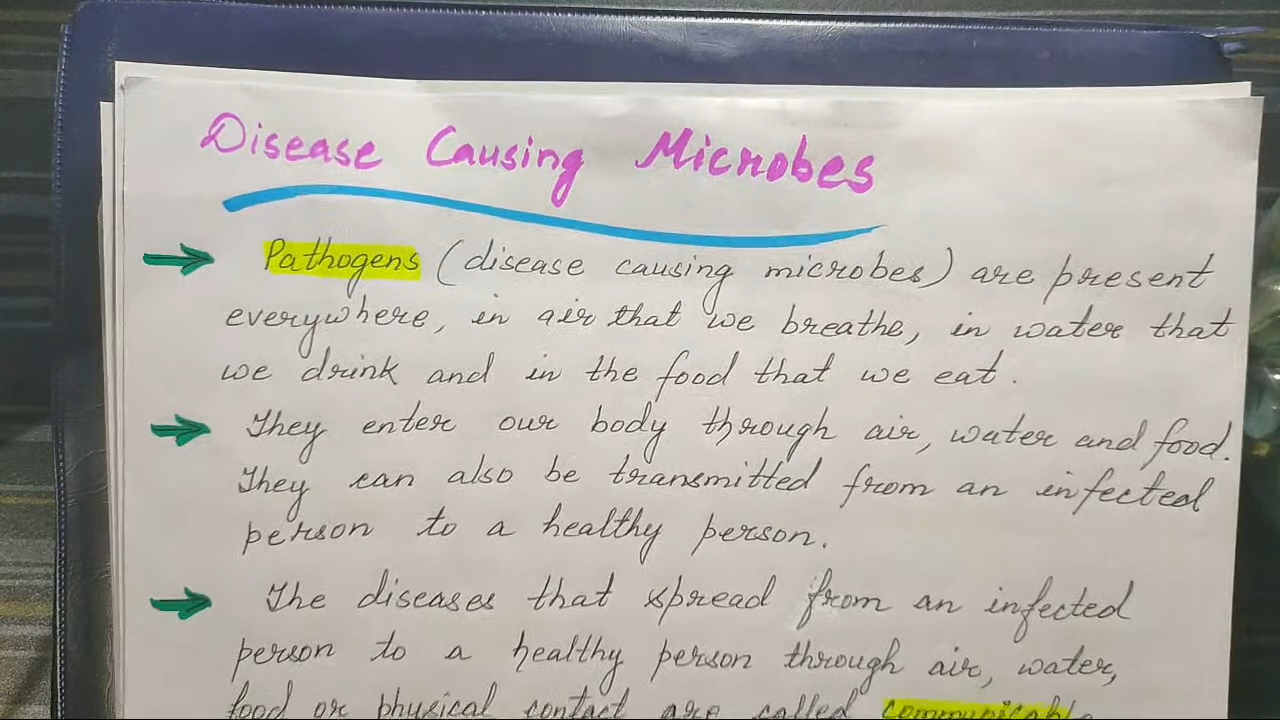 Disease Causing Microbes
Pathogens (disease causing microbes) are present
everywhere, in air that we breathe, in water that
we drink and in the food that we eat.
They enter our body through air, water and food.
They can also be transmitted from an infected
person to a healthy person.
The diseases that spread from an infected
person to a healthy person through air, water,
food or physical contact are called communicable